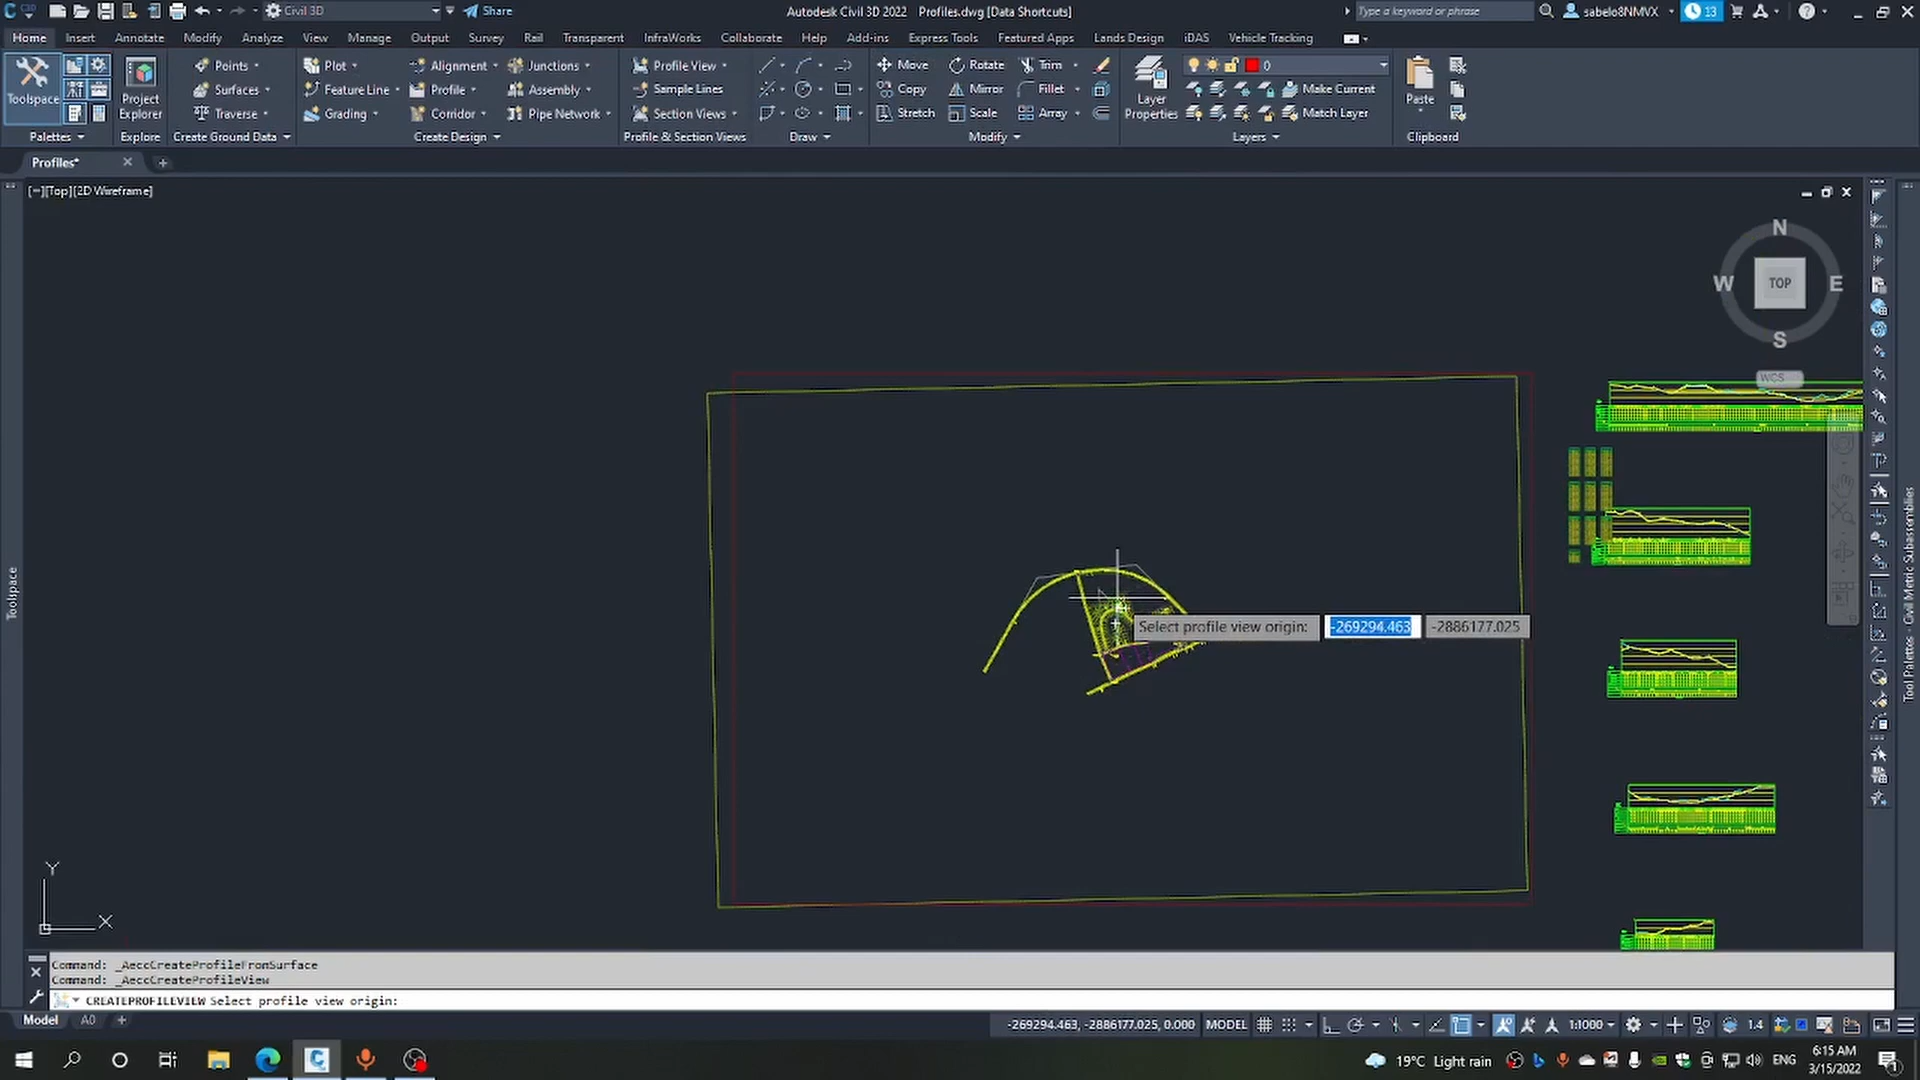 C3D Civil 3D Share Autodesk Civil 3D 2022 Profiles.dwg [Data Shortcuts] Type a keyword or phrase sabelo8NMVX 13
Home Insert Annotate Modify Analyze View Manage Output Survey Rail Transparent InfraWorks Collaborate Help Add-ins Express Tools Featured Apps Lands Design iDAS Vehicle Tracking
Points Plot Alignment Junctions Profile View Move Rotate Trim 0
Toolspace Project Explorer Surfaces Feature Line Profile Assembly Sample Lines Copy Mirror Fillet Layer Properties Make Current Paste
Traverse Grading Corridor Pipe Network Section Views Stretch Scale Array Match Layer
Palettes Explore Create Ground Data Create Design Profile & Section Views Draw Modify Layers Clipboard
Profiles*
[−][Top][2D Wireframe]
N
W TOP E
S
WCS
Toolspace
Tool Palettes - Civil Metric Subassemblies
Select profile view origin: -269294.463 -2886177.025
Y
X
Command: _AeccCreateProfileFromSurface
Command: _AeccCreateProfileView
CREATEPROFILEVIEW Select profile view origin:
Model A0 + -269294.463, -2886177.025, 0.000 MODEL 1:1000 1.4
19°C Light rain ENG 6:15 AM
3/15/2022
1